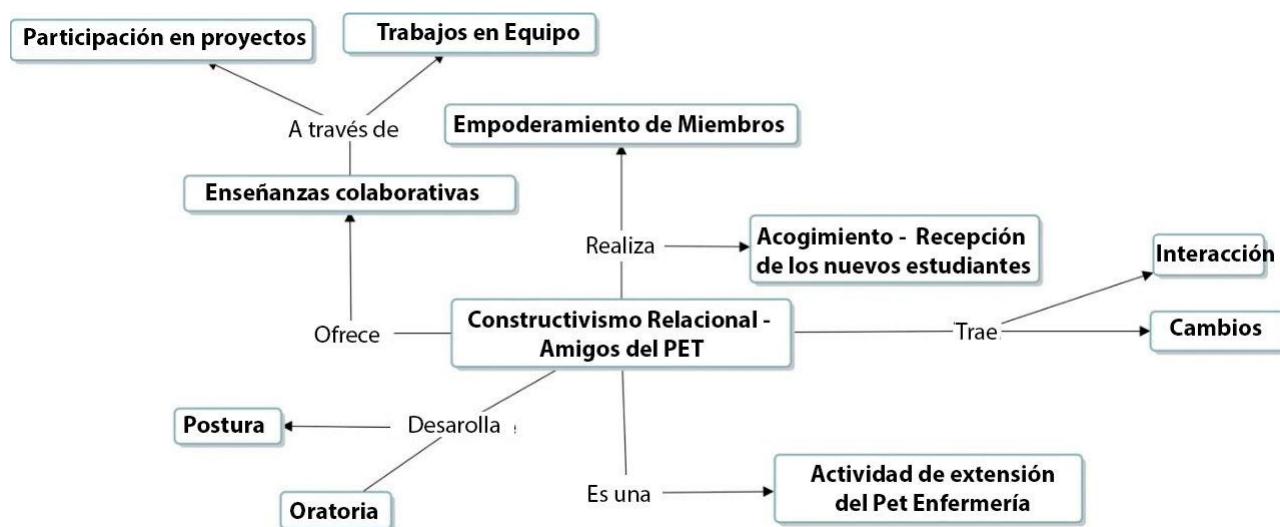 Participación en proyectos
Trabajos en Equipo
A través de
Empoderamiento de Miembros
Enseñanzas colaborativas
Realiza
Acogimiento - Recepción
de los nuevos estudiantes
Interacción
Ofrece
Constructivismo Relacional -
Amigos del PET
Trae
Cambios
Postura
Desarolla
Oratoria
Es una
Actividad de extensión
del Pet Enfermería